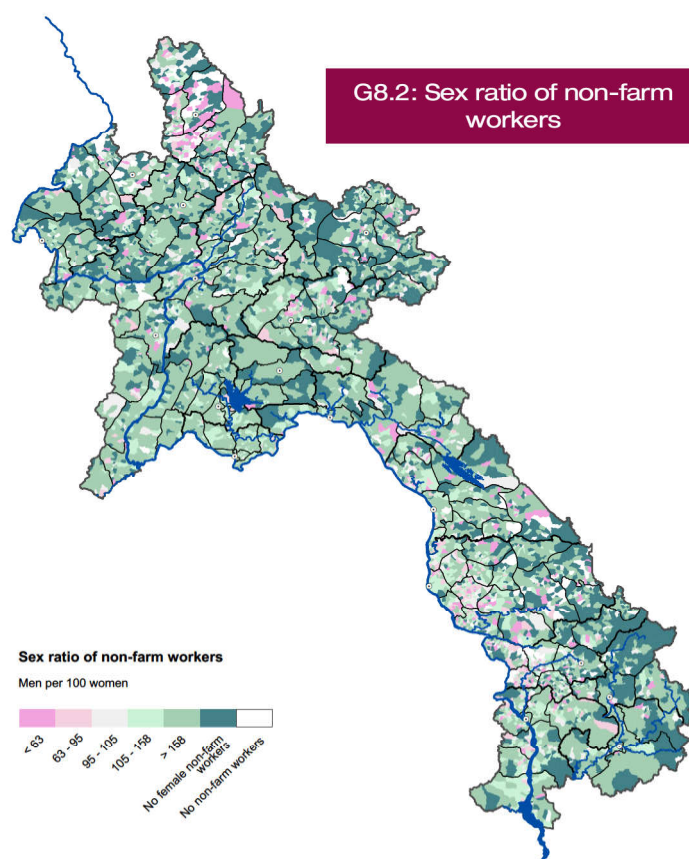 G8.2: Sex ratio of non-farm
workers
Sex ratio of non-farm workers
Men per 100 women
< 63
63 - 95
95 - 105
105 - 158
> 158
No female non-farm
workers
No non-farm workers